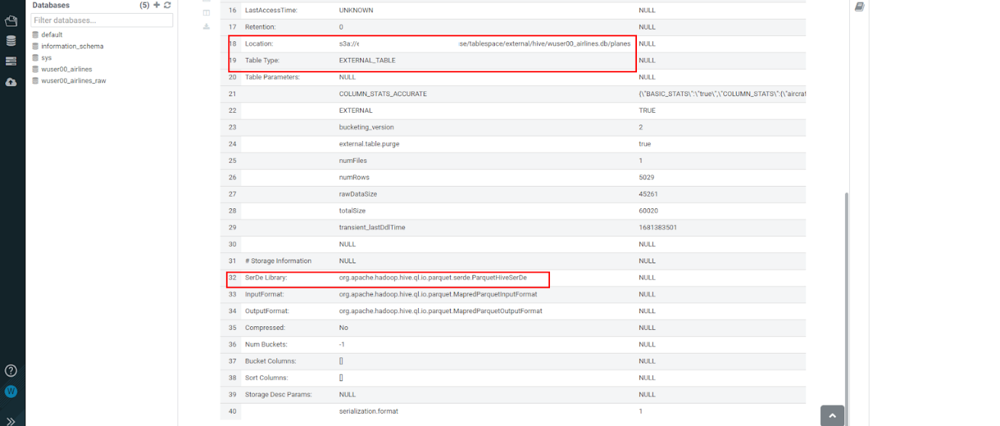 Databases (5)
Filter databases...
default
information_schema
sys
wuser00_airlines
wuser00_airlines_raw
16 LastAccessTime: UNKNOWN NULL
17 Retention: 0 NULL
18 Location: s3a:// se/tablespace/external/hive/wuser00_airlines.db/planes NULL
19 Table Type: EXTERNAL_TABLE NULL
20 Table Parameters: NULL NULL
21 COLUMN_STATS_ACCURATE {\"BASIC_STATS\":\"true\",\"COLUMN_STATS\":{\"aircraf
22 EXTERNAL TRUE
23 bucketing_version 2
24 external.table.purge true
25 numFiles 1
26 numRows 5029
27 rawDataSize 45261
28 totalSize 60020
29 transient_lastDdlTime 1681383501
30 NULL NULL
31 # Storage Information NULL NULL
32 SerDe Library: org.apache.hadoop.hive.ql.io.parquet.serde.ParquetHiveSerDe NULL
33 InputFormat: org.apache.hadoop.hive.ql.io.parquet.MapredParquetInputFormat NULL
34 OutputFormat: org.apache.hadoop.hive.ql.io.parquet.MapredParquetOutputFormat NULL
35 Compressed: No NULL
36 Num Buckets: -1 NULL
37 Bucket Columns: [] NULL
38 Sort Columns: [] NULL
39 Storage Desc Params: NULL NULL
40 serialization.format 1
W